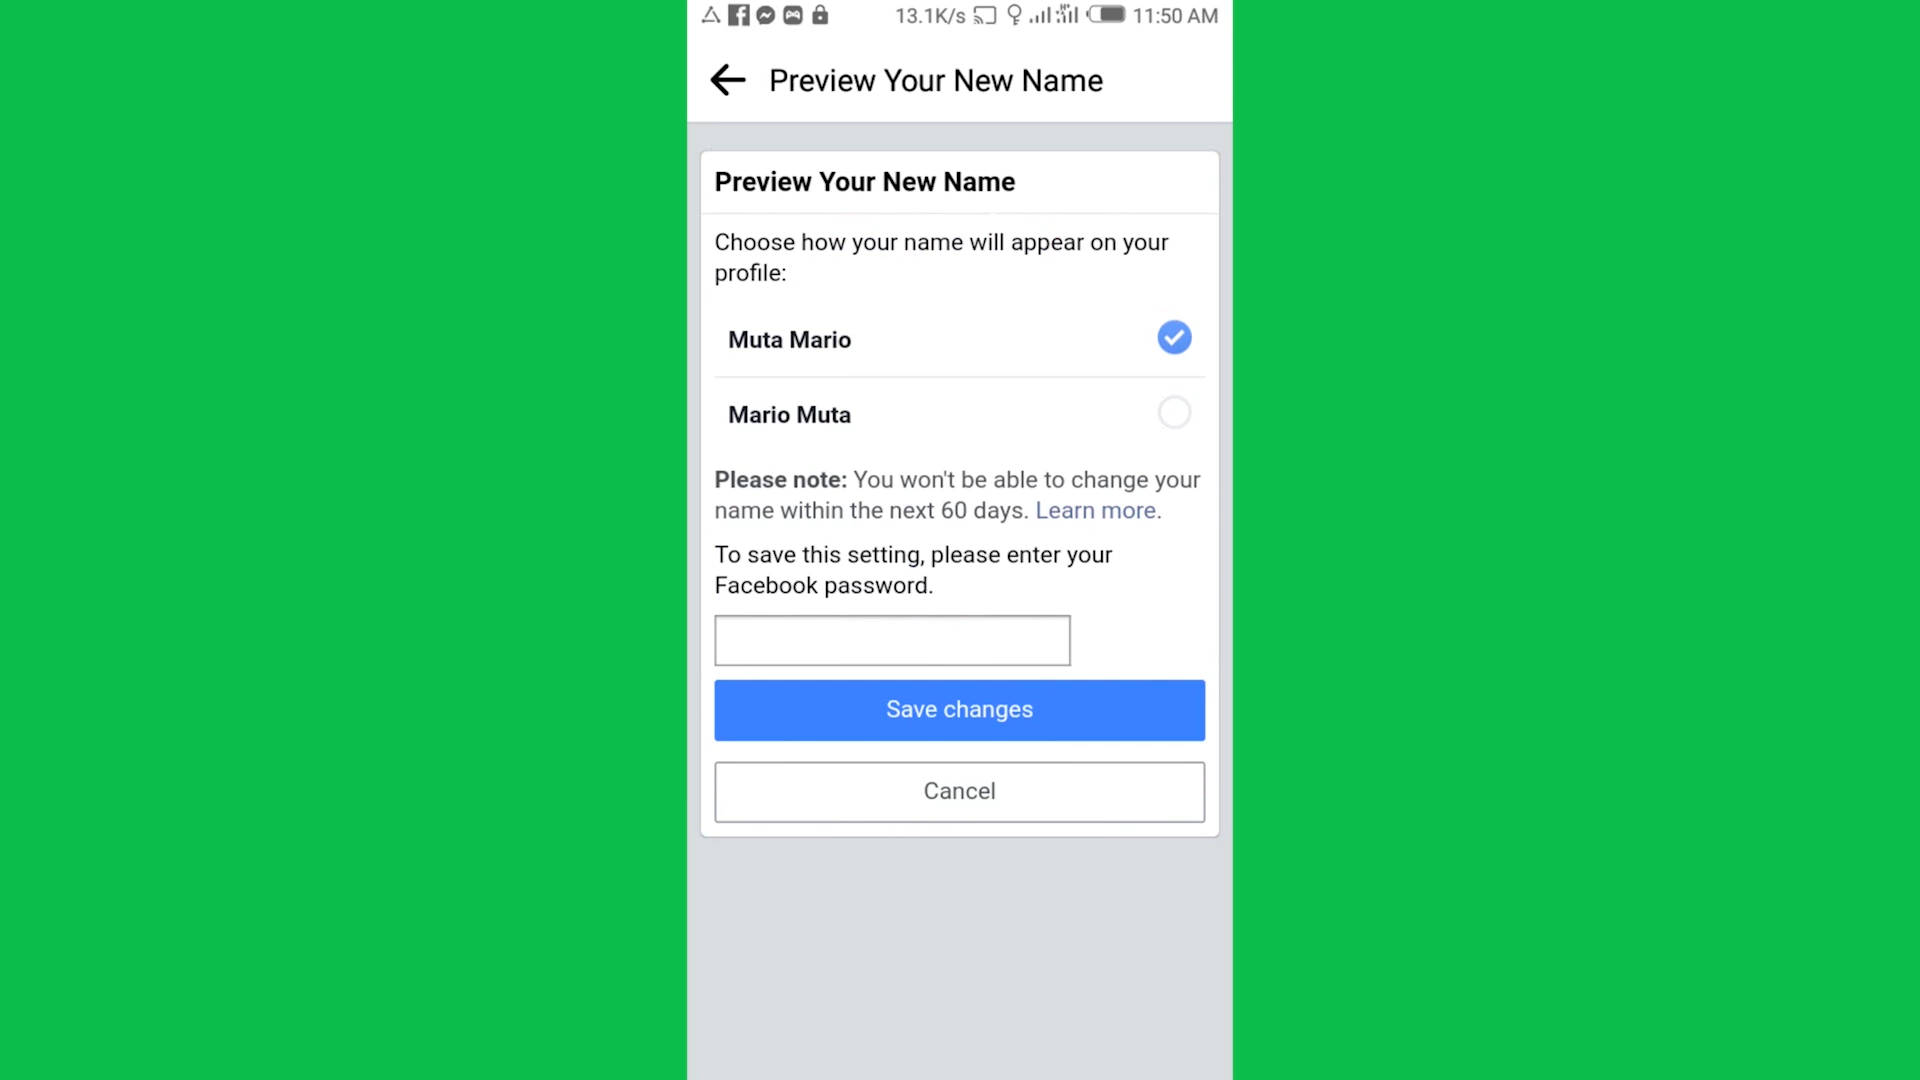 13.1K/s 11:50 AM
Preview Your New Name
Preview Your New Name
Choose how your name will appear on your
profile:
Muta Mario
Mario Muta
Please note: You won't be able to change your
name within the next 60 days. Learn more.
To save this setting, please enter your
Facebook password.
Save changes
Cancel